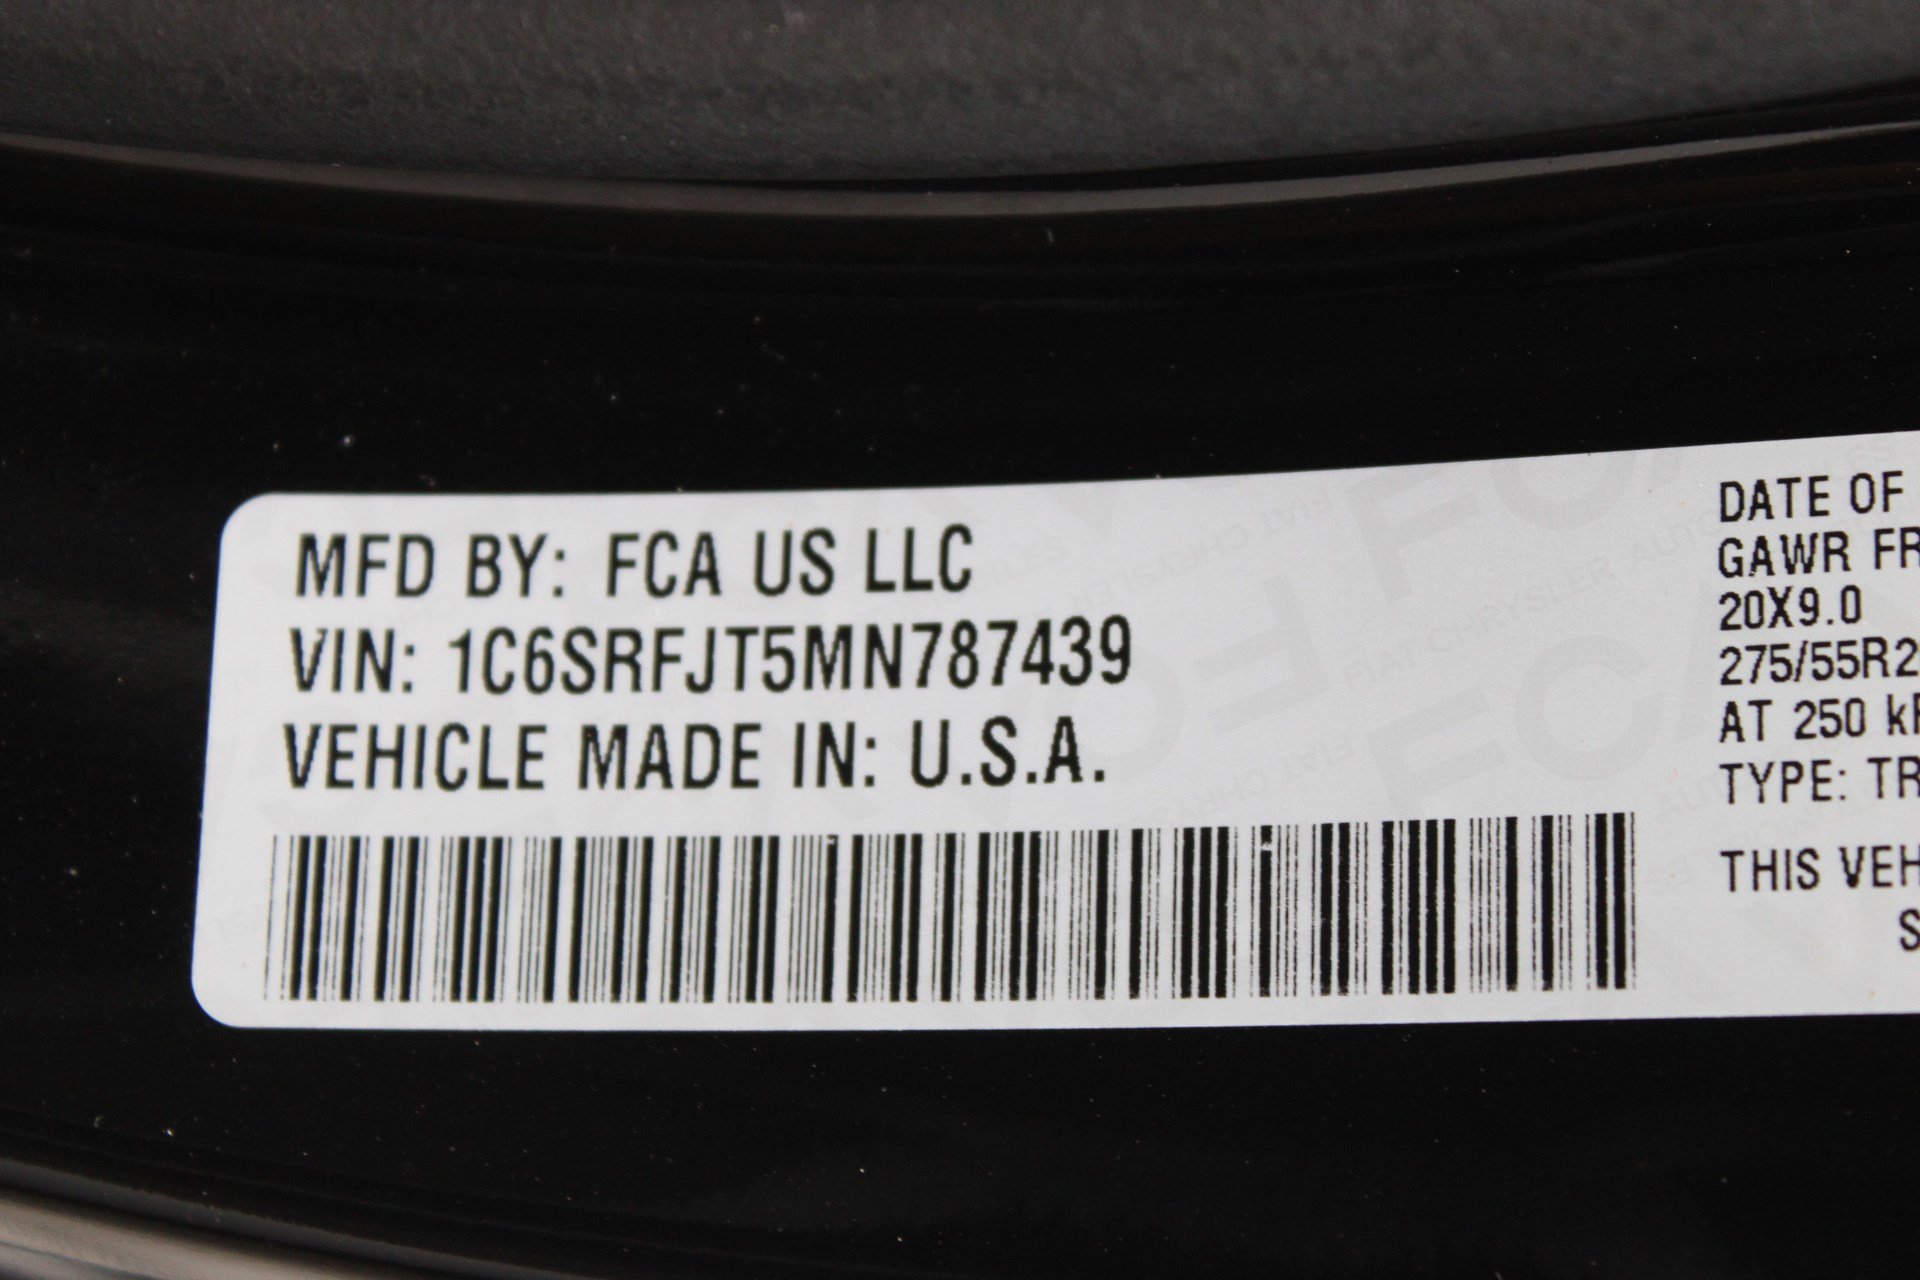 MFD BY: FCA US LLC
VIN: 1C6SRFJT5MN787439
VEHICLE MADE IN: U.S.A.
DATE OF
GAWR FR
20X9.0
275/55R2
AT 250 kP
TYPE: TR
THIS VEH
S